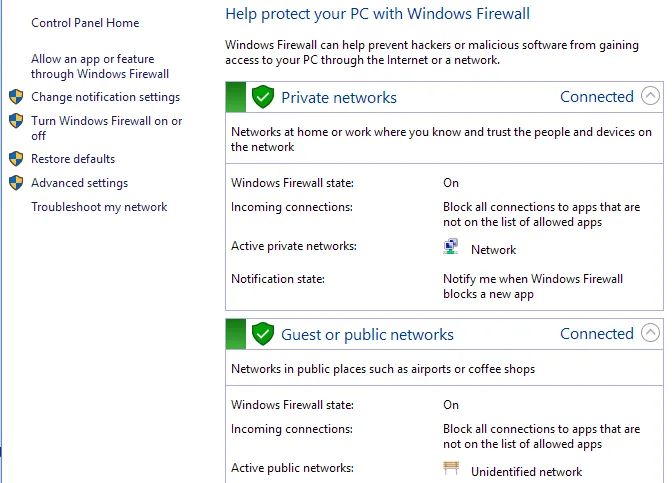 Control Panel Home
Allow an app or feature
through Windows Firewall
Change notification settings
Turn Windows Firewall on or
off
Restore defaults
Advanced settings
Troubleshoot my network
Help protect your PC with Windows Firewall
Windows Firewall can help prevent hackers or malicious software from gaining
access to your PC through the Internet or a network.
Private networks Connected
Networks at home or work where you know and trust the people and devices on
the network
Windows Firewall state: On
Incoming connections: Block all connections to apps that are
not on the list of allowed apps
Active private networks: Network
Notification state: Notify me when Windows Firewall
blocks a new app
Guest or public networks Connected
Networks in public places such as airports or coffee shops
Windows Firewall state: On
Incoming connections: Block all connections to apps that are
not on the list of allowed apps
Active public networks: Unidentified network